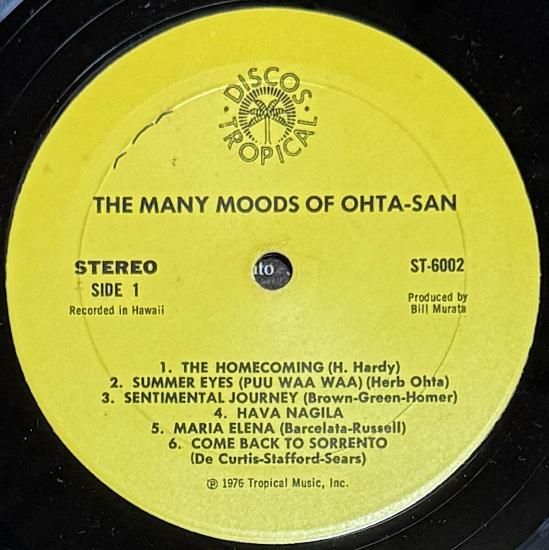 DISCOS
TROPICAL
THE MANY MOODS OF OHTA-SAN
STEREO
SIDE 1
Recorded in Hawaii
ST-6002
Produced by
Bill Murata
1. THE HOMECOMING (H. Hardy)
2. SUMMER EYES (PUU WAA WAA) (Herb Ohta)
3. SENTIMENTAL JOURNEY (Brown-Green-Homer)
4. HAVA NAGILA
5. MARIA ELENA (Barcelata-Russell)
6. COME BACK TO SORRENTO
(De Curtis-Stafford-Sears)
℗ 1976 Tropical Music, Inc.